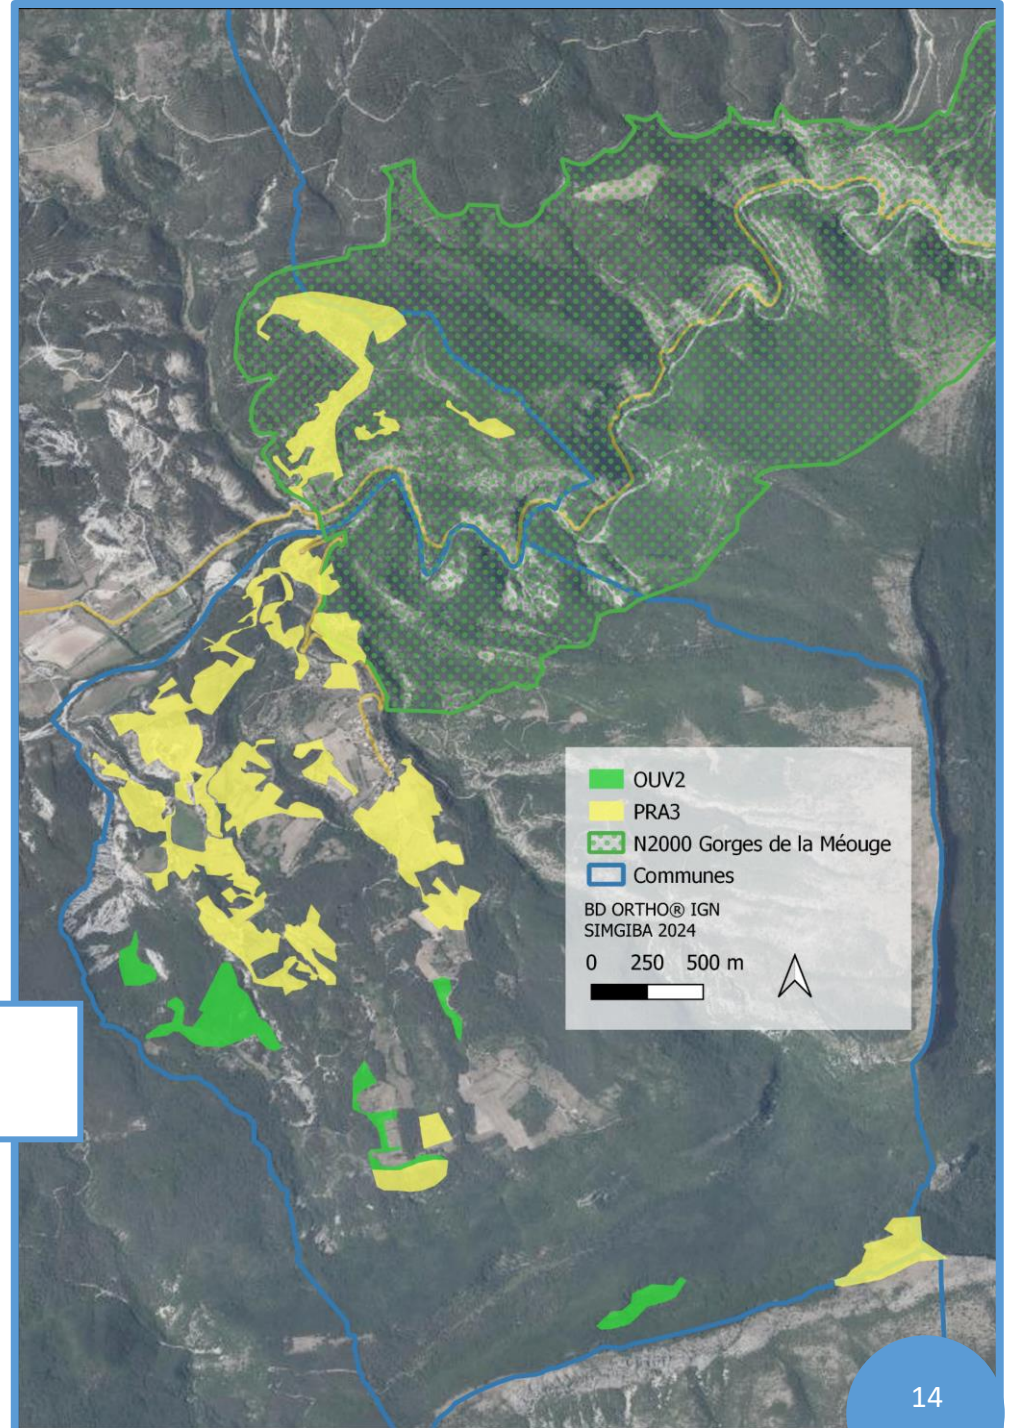 OUV2
PRA3
N2000 Gorges de la Méouge
Communes
BD ORTHO® IGN
SIMGIBA 2024
0 250 500 m
14